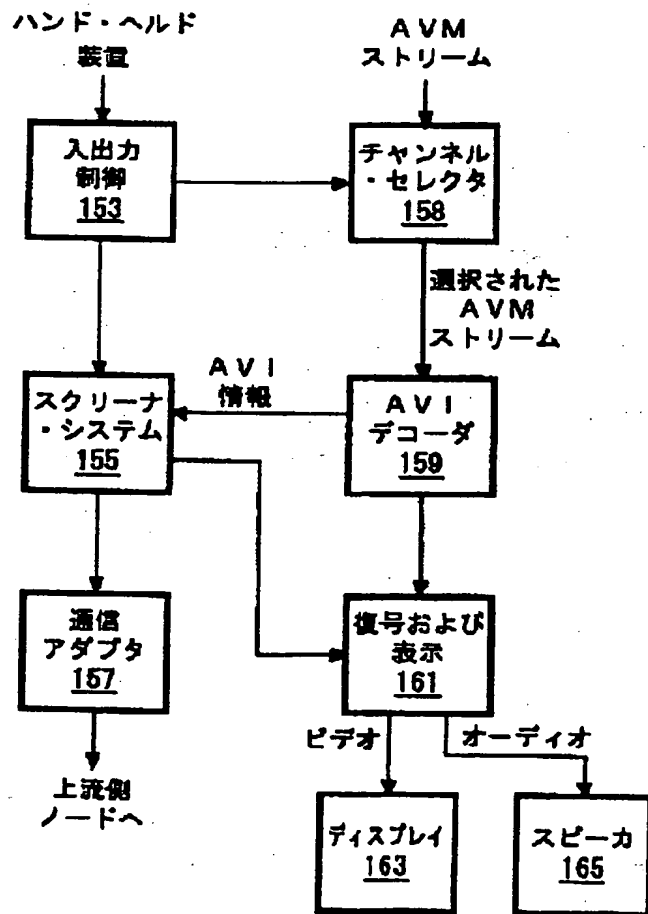 ハンド・ヘルド
装置
AVM
ストリーム
入出力
制御
153
チャンネル
・セレクタ
158
選択された
AVM
ストリーム
AVI
情報
スクリーナ
・システム
155
AVI
デコーダ
159
通信
アダプタ
157
復号および
表示
161
ビデオ
オーディオ
上流側
ノードへ
ディスプレイ
163
スピーカ
165